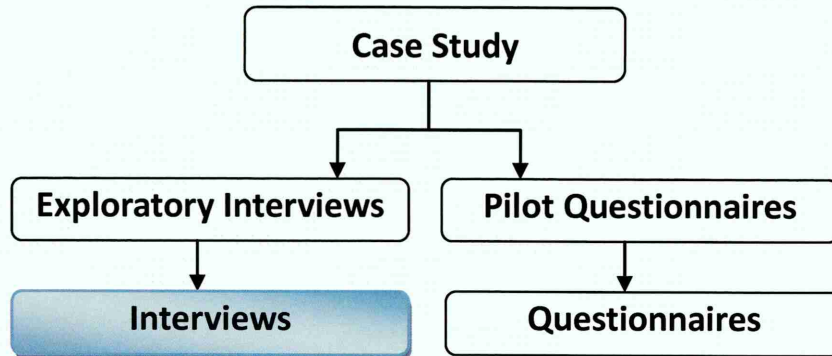 Case Study
Exploratory Interviews
Pilot Questionnaires
Interviews
Questionnaires